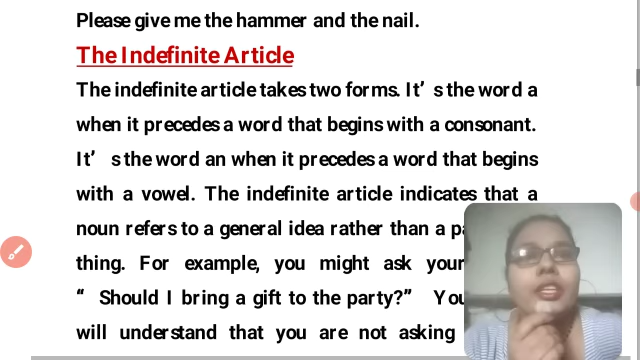 Please give me the hammer and the nail.
The Indefinite Article
The indefinite article takes two forms. It’s the word a
when it precedes a word that begins with a consonant.
It’ s the word an when it precedes a word that begins
with a vowel. The indefinite article indicates that a
noun refers to a general idea rather than a
thing. For example, you might ask your
“ Should I bring a gift to the party?”
will understand that you are not asking